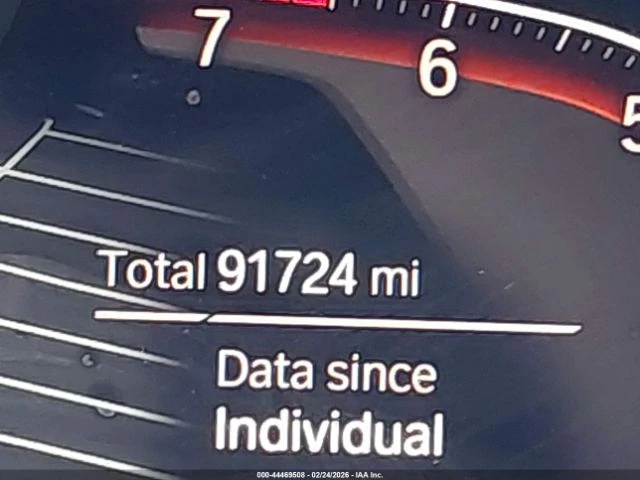 7
6
5
Total 91724 mi
Data since
Individual
000-44469508 - 02/24/2026 - IAA Inc.